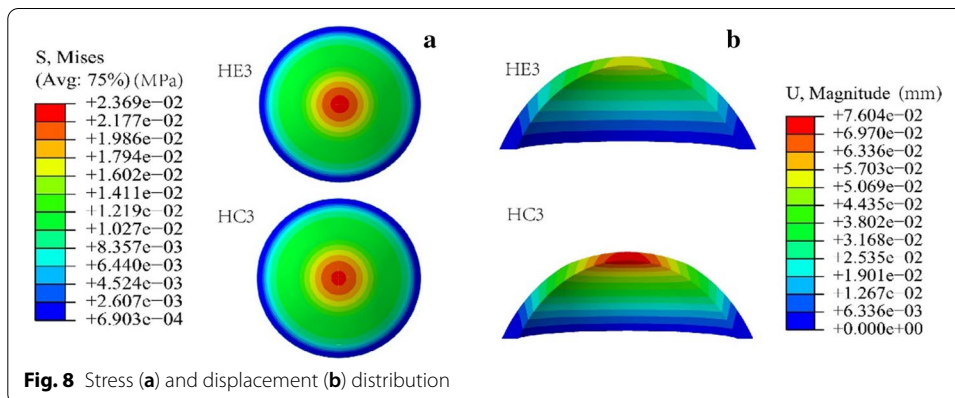 a
b
S, Mises
(Avg: 75%) (MPa)
+2.369e−02
+2.177e−02
+1.986e−02
+1.794e−02
+1.602e−02
+1.411e−02
+1.219e−02
+1.027e−02
+8.357e−03
+6.440e−03
+4.524e−03
+2.607e−03
+6.903e−04
HE3
HC3
HE3
HC3
U, Magnitude (mm)
+7.604e−02
+6.970e−02
+6.336e−02
+5.703e−02
+5.069e−02
+4.435e−02
+3.802e−02
+3.168e−02
+2.535e−02
+1.901e−02
+1.267e−02
+6.336e−03
+0.000e+00
Fig. 8 Stress (a) and displacement (b) distribution